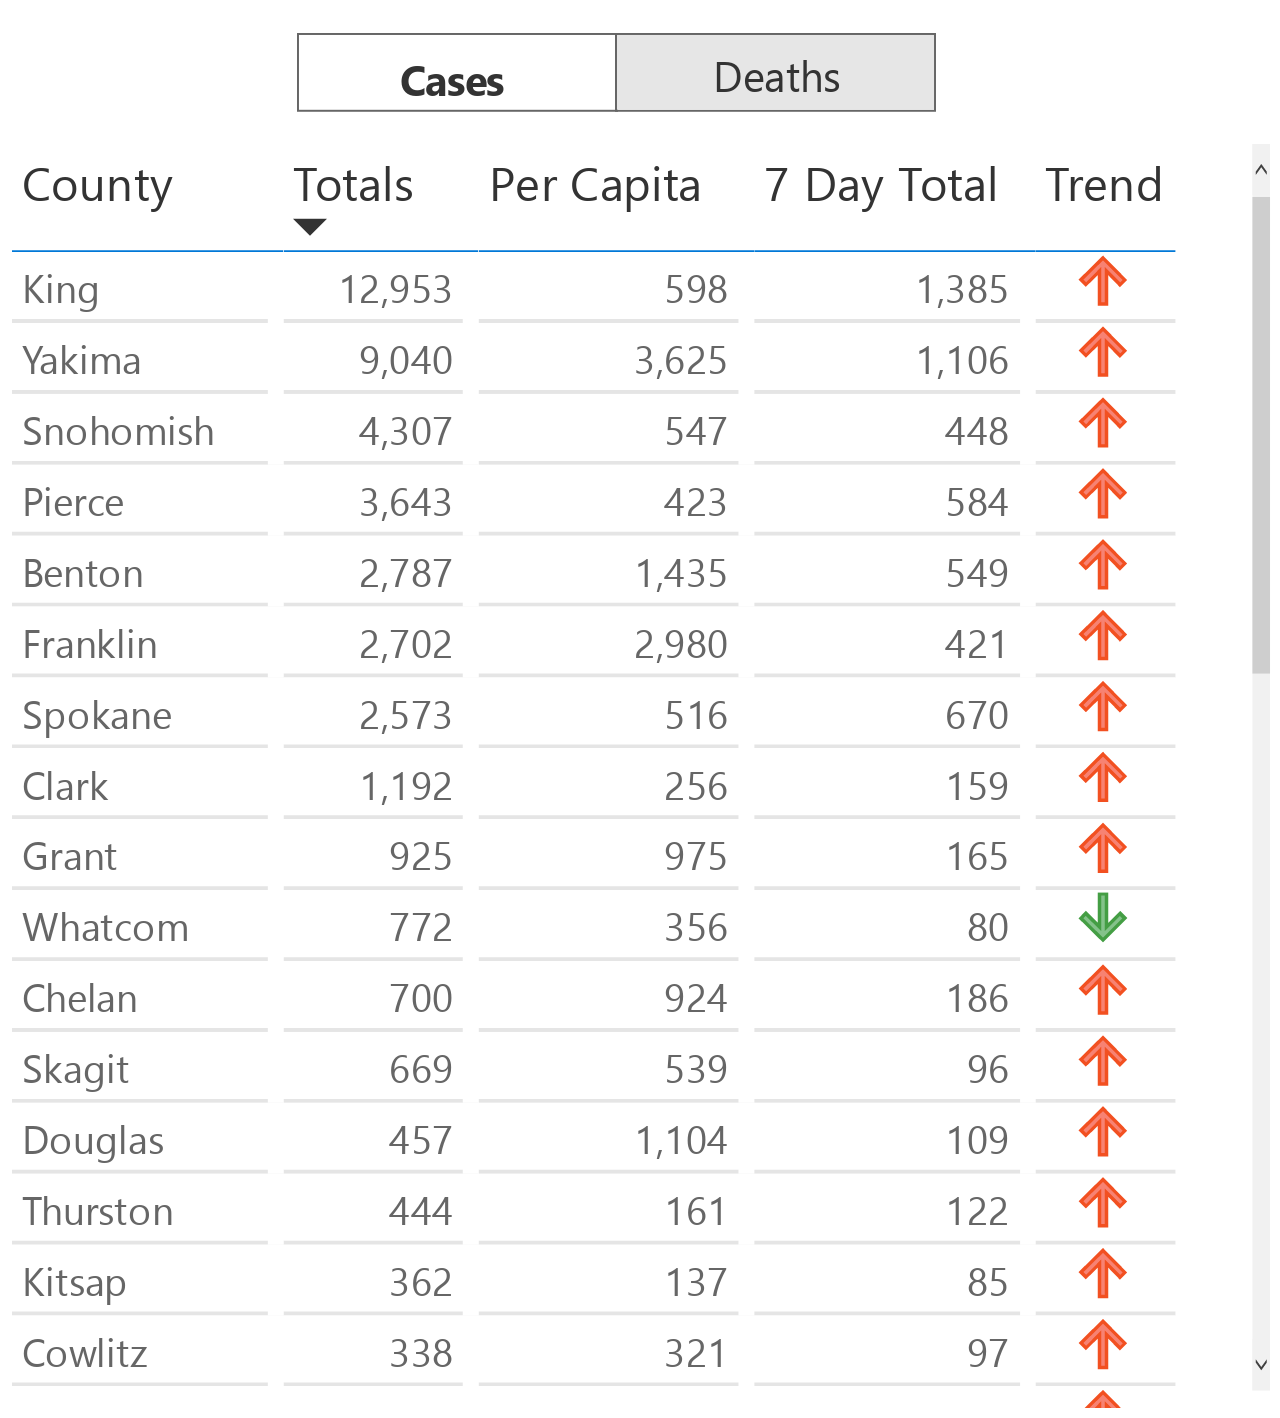 Cases Deaths
County Totals Per Capita 7 Day Total Trend
King 12,953 598 1,385
Yakima 9,040 3,625 1,106
Snohomish 4,307 547 448
Pierce 3,643 423 584
Benton 2,787 1,435 549
Franklin 2,702 2,980 421
Spokane 2,573 516 670
Clark 1,192 256 159
Grant 925 975 165
Whatcom 772 356 80
Chelan 700 924 186
Skagit 669 539 96
Douglas 457 1,104 109
Thurston 444 161 122
Kitsap 362 137 85
Cowlitz 338 321 97